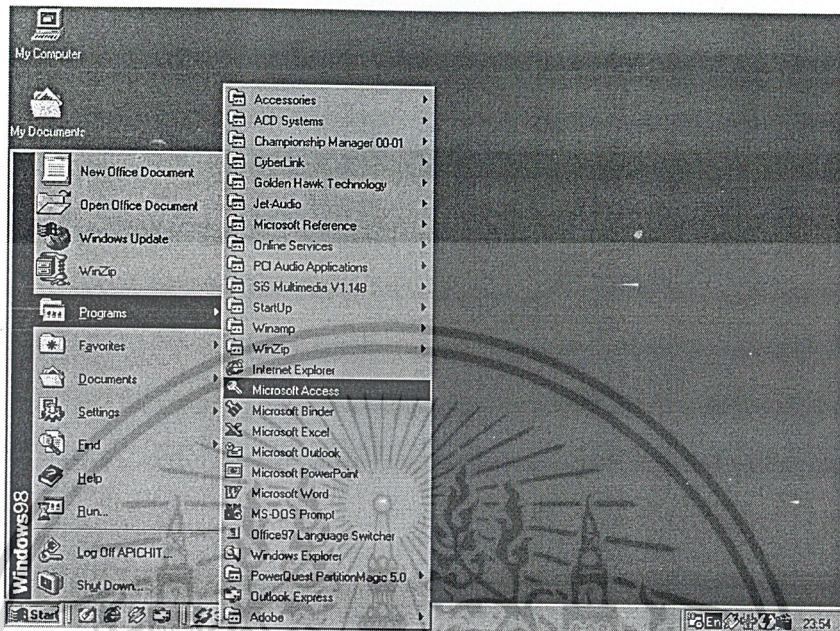 My Computer
My Documents
New Office Document
Open Office Document
Windows Update
WinZip
Programs
Favorites
Documents
Settings
Find
Help
Run...
Log Off APICHIT...
Shut Down...
Windows98
Accessories
ACD Systems
Championship Manager 00-01
CyberLink
Golden Hawk Technology
Jet-Audio
Microsoft Reference
Online Services
PCI Audio Applications
SiS Multimedia V1.14B
StartUp
Winamp
WinZip
Internet Explorer
Microsoft Access
Microsoft Binder
Microsoft Excel
Microsoft Outlook
Microsoft PowerPoint
Microsoft Word
MS-DOS Prompt
Office97 Language Switcher
Windows Explorer
PowerQuest PartitionMagic 5.0
Outlook Express
Adobe
Start
En
23:54